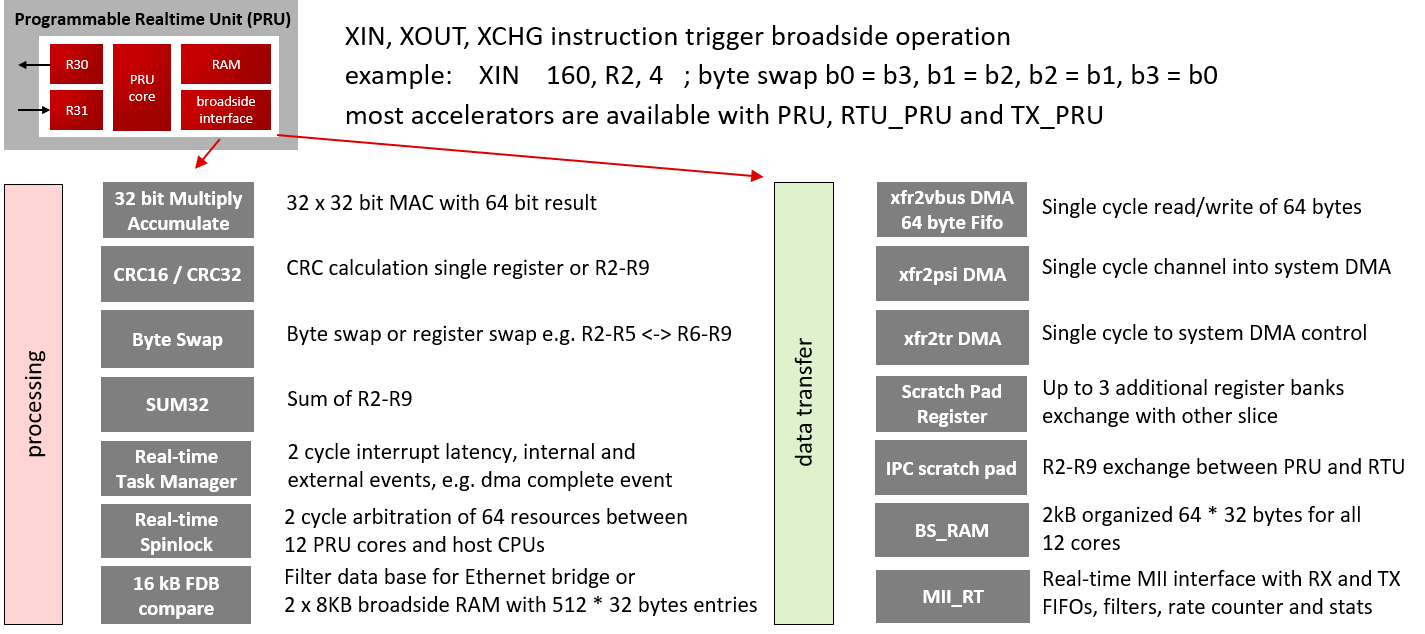 Programmable Realtime Unit (PRU)
R30
R31
PRU
core
RAM
broadside
interface
XIN, XOUT, XCHG instruction trigger broadside operation
example: XIN 160, R2, 4 ; byte swap b0 = b3, b1 = b2, b2 = b1, b3 = b0
most accelerators are available with PRU, RTU_PRU and TX_PRU
processing
32 bit Multiply
Accumulate
32 x 32 bit MAC with 64 bit result
CRC16 / CRC32
CRC calculation single register or R2-R9
Byte Swap
Byte swap or register swap e.g. R2-R5 <-> R6-R9
SUM32
Sum of R2-R9
Real-time
Task Manager
2 cycle interrupt latency, internal and
external events, e.g. dma complete event
Real-time
Spinlock
2 cycle arbitration of 64 resources between
12 PRU cores and host CPUs
16 kB FDB
compare
Filter data base for Ethernet bridge or
2 x 8KB broadside RAM with 512 * 32 bytes entries
data transfer
xfr2vbus DMA
64 byte Fifo
Single cycle read/write of 64 bytes
xfr2psi DMA
Single cycle channel into system DMA
xfr2tr DMA
Single cycle to system DMA control
Scratch Pad
Register
Up to 3 additional register banks
exchange with other slice
IPC scratch pad
R2-R9 exchange between PRU and RTU
BS_RAM
2kB organized 64 * 32 bytes for all
12 cores
MII_RT
Real-time MII interface with RX and TX
FIFOs, filters, rate counter and stats